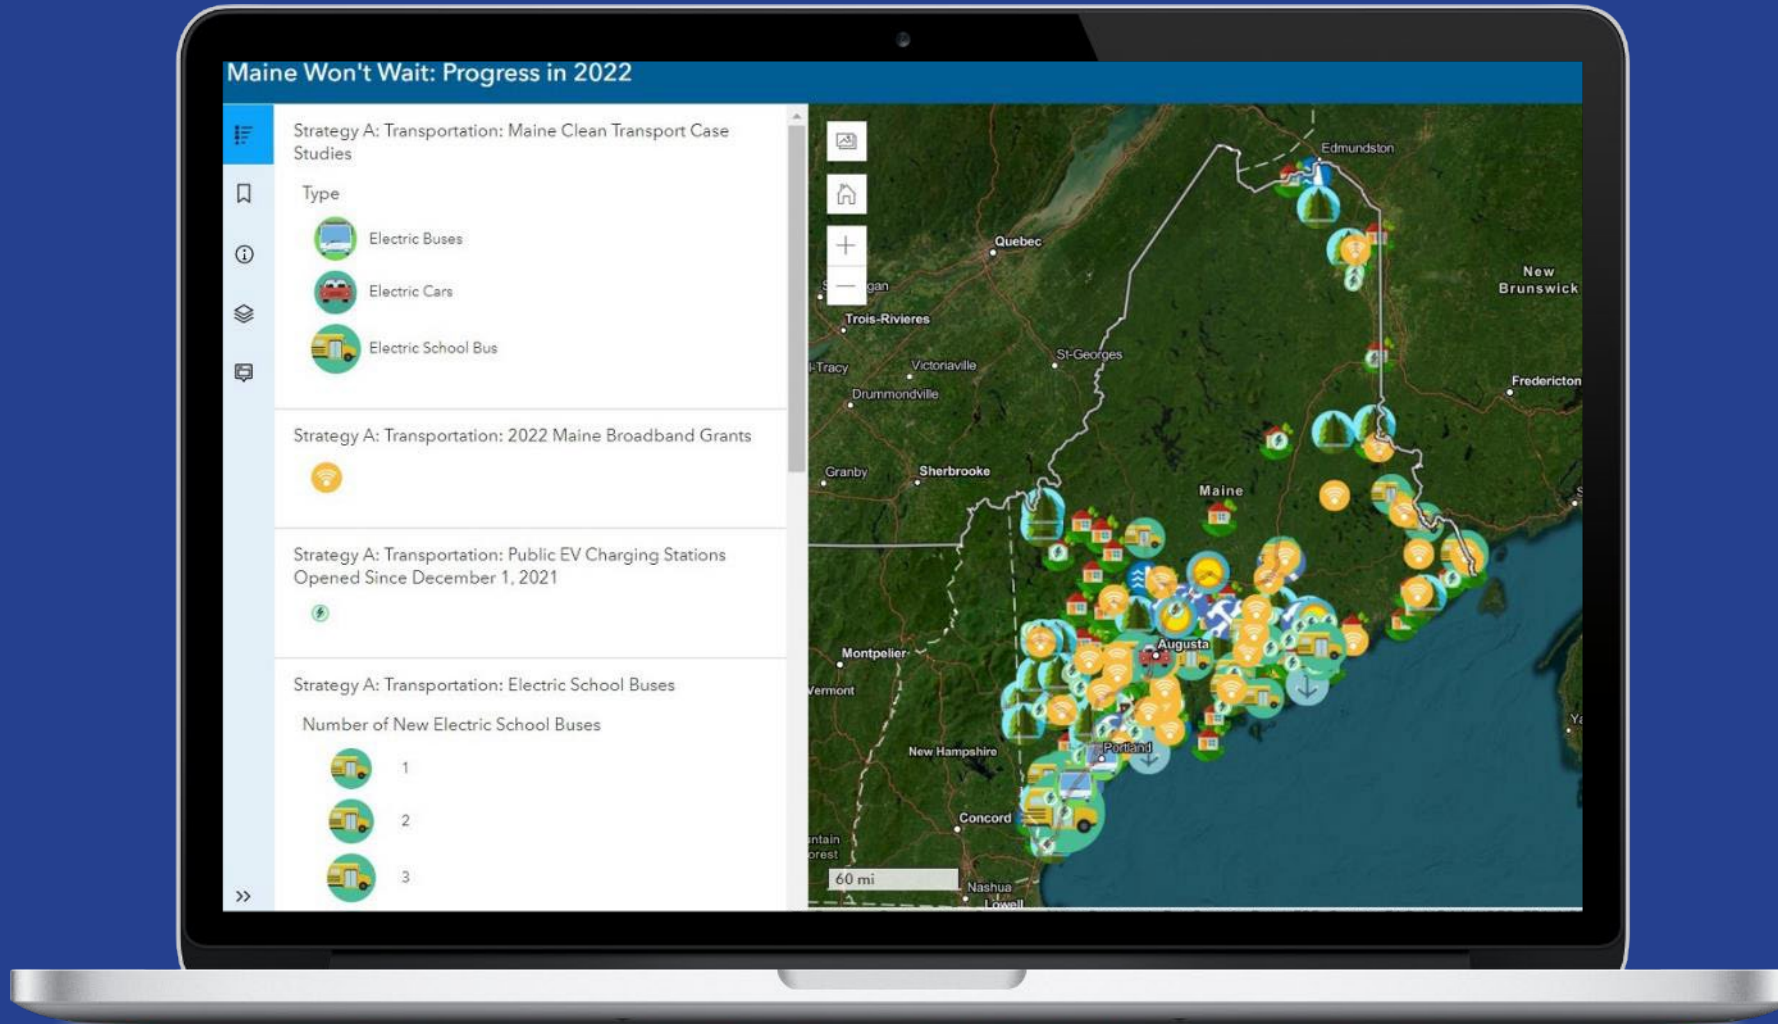 Maine Won't Wait: Progress in 2022
Strategy A: Transportation: Maine Clean Transport Case
Studies
Type
Electric Buses
Electric Cars
Electric School Bus
Strategy A: Transportation: 2022 Maine Broadband Grants
Strategy A: Transportation: Public EV Charging Stations
Opened Since December 1, 2021
Strategy A: Transportation: Electric School Buses
Number of New Electric School Buses
1
2
3
Edmundston
Quebec
New
Brunswick
Trois-Rivieres
St-Georges
Victoriaville
Fredericton
Drummondville
Granby
Sherbrooke
Maine
Augusta
Montpelier
New Hampshire
Portland
Concord
60 mi
Nashua
Lowell